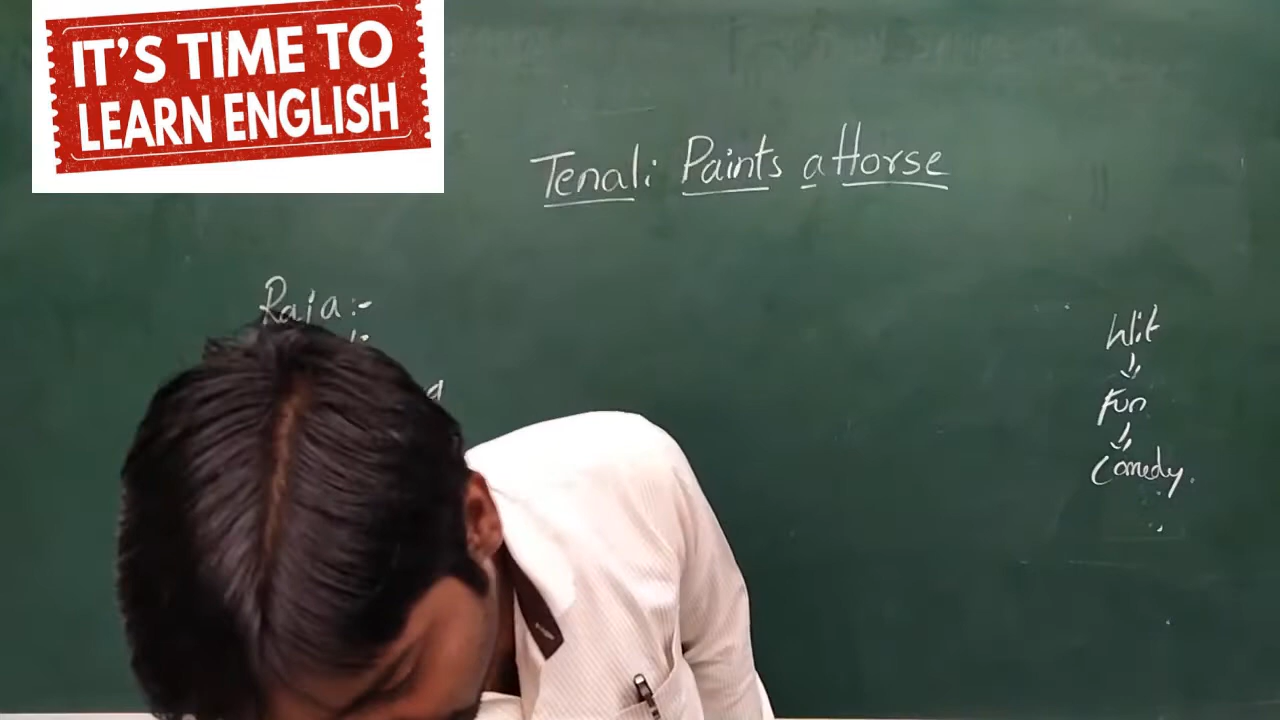 IT'S TIME TO
LEARN ENGLISH
Tenali Paints a Horse
Raja:-
Wit
Fun
Comedy.